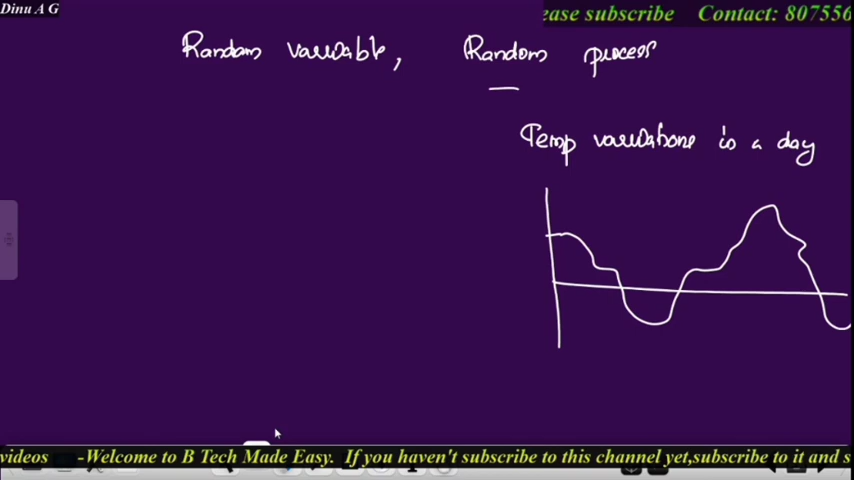 Dinu A G
ease subscribe Contact: 807556
Random variable, Random process
Temp variations in a day
videos -Welcome to B Tech Made Easy. If you haven't subscribe to this channel yet,subscribe to it and s